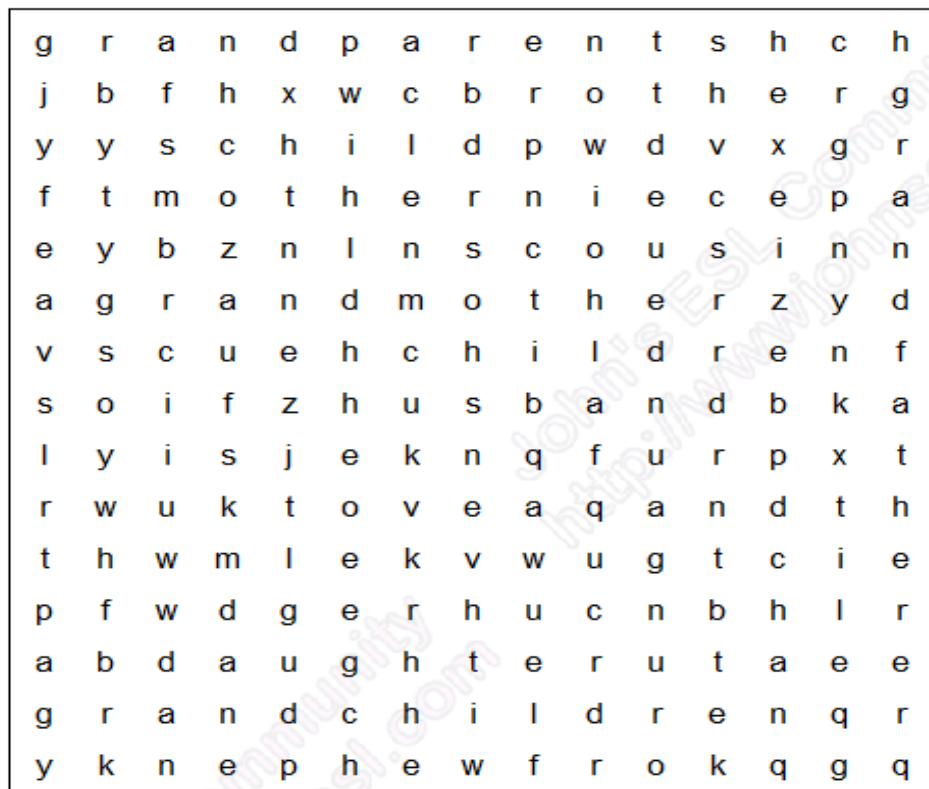 g r a n d p a r e n t s h c h
j b f h x w c b r o t h e r g
y y s c h i l d p w d v x g r
f t m o t h e r n i e c e p a
e y b z n l n s c o u s i n n
a g r a n d m o t h e r z y d
v s c u e h c h i l d r e n f
s o i f z h u s b a n d b k a
l y i s j e k n q f u r p x t
r w u k t o v e a q a n d t h
t h w m l e k v w u g t c i e
p f w d g e r h u c n b h l r
a b d a u g h t e r u t a e e
g r a n d c h i l d r e n q r
y k n e p h e w f r o k q g q